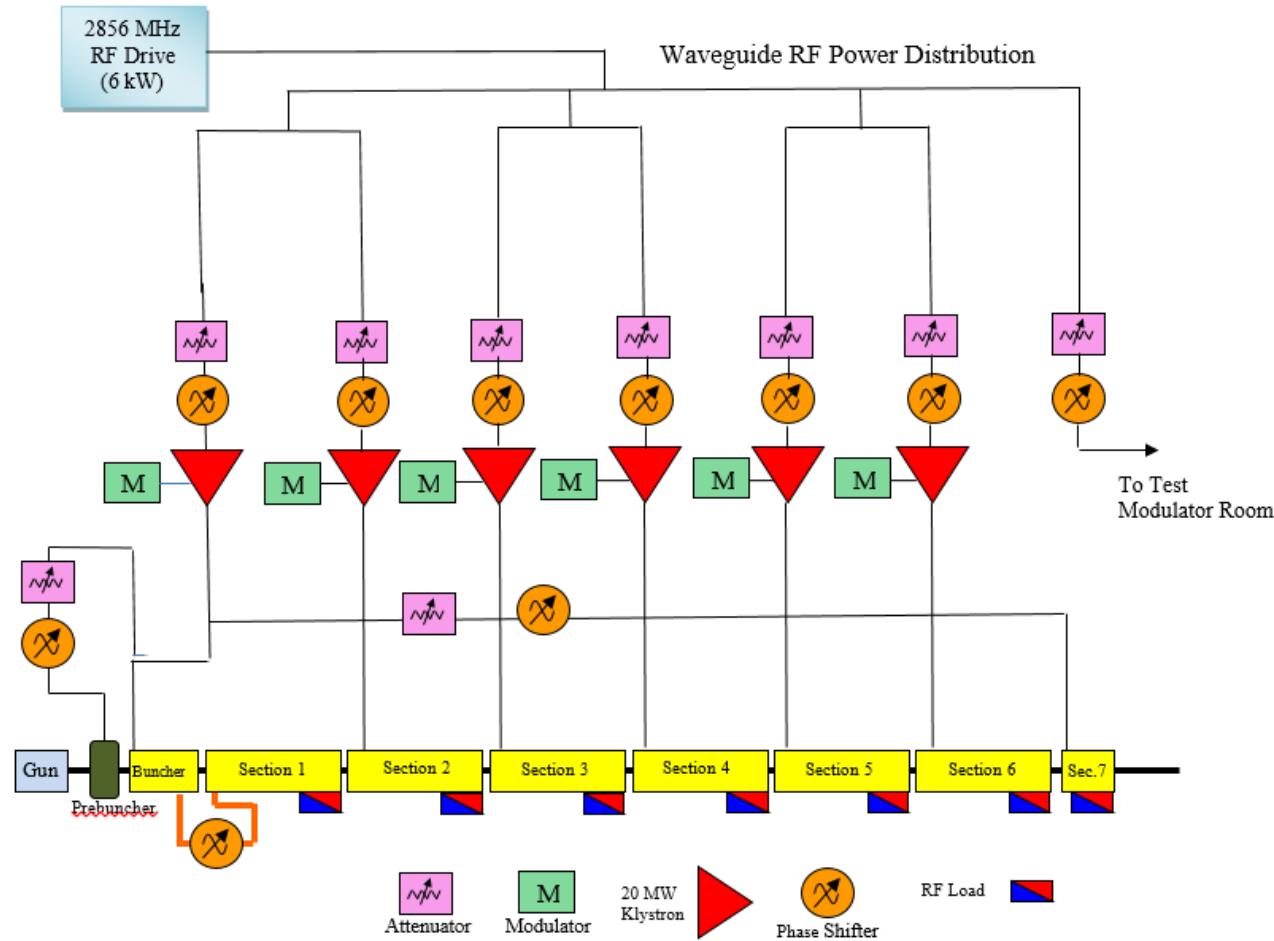 2856 MHz
RF Drive
(6 kW)
Waveguide RF Power Distribution
M
M
M
M
M
M
To Test
Modulator Room
Gun
Buncher
Section 1
Section 2
Section 3
Section 4
Section 5
Section 6
Sec.7
Prebuncher
Attenuator
M
Modulator
20 MW
Klystron
Phase Shifter
RF Load